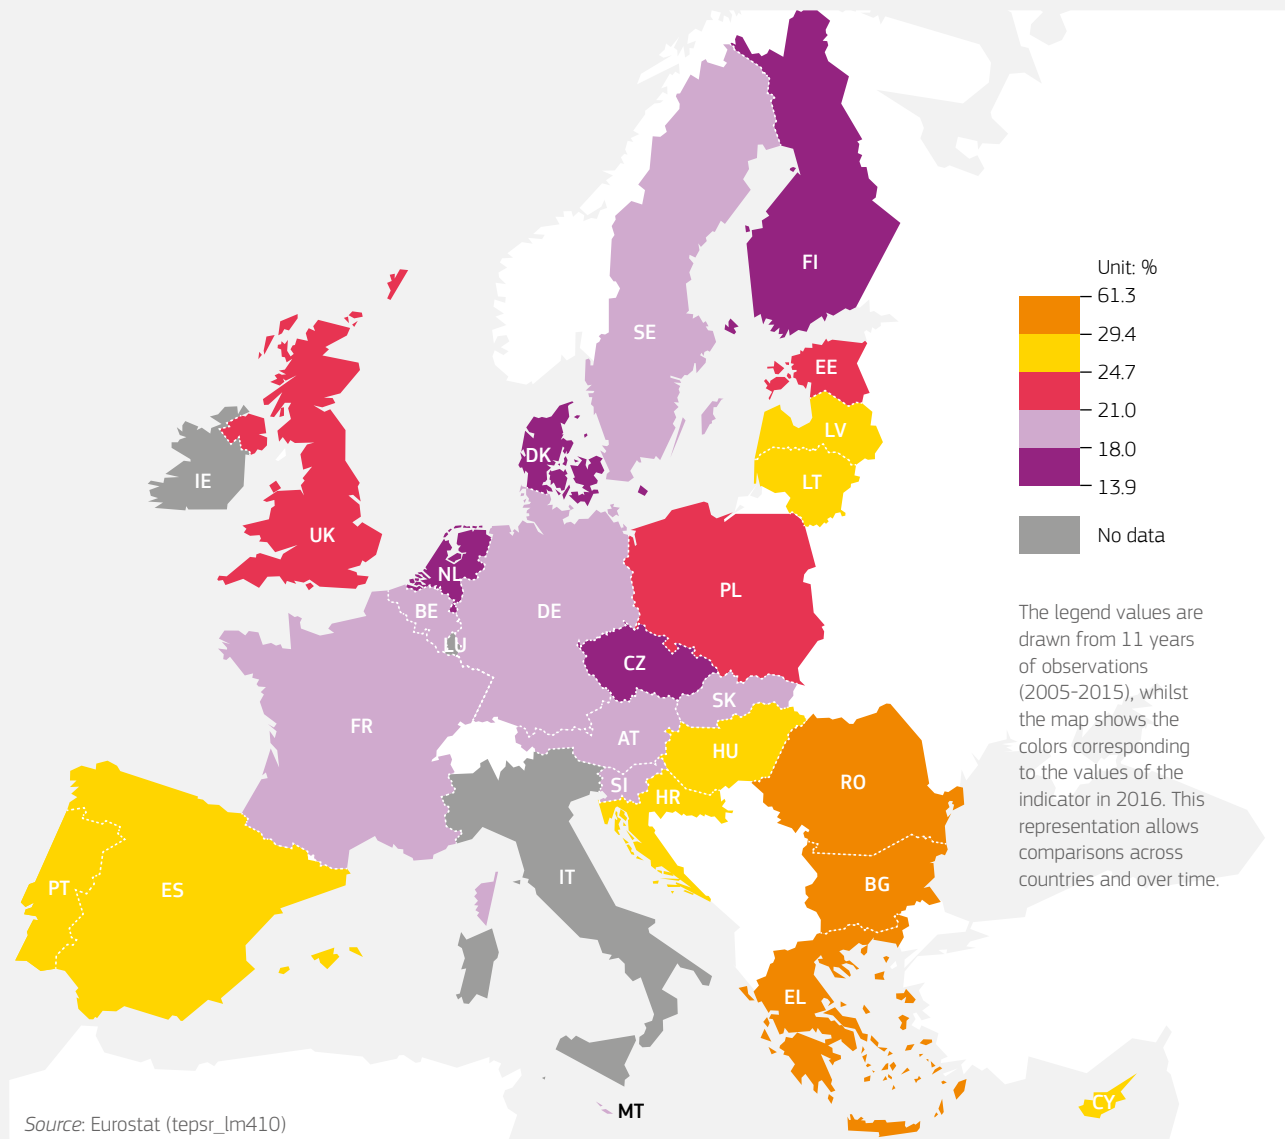 FI
SE
Unit: %
61.3
29.4
24.7
21.0
18.0
13.9
No data
EE
LV
LT
DK
IE
UK
NL
BE
LU
DE
PL
CZ
SK
FR
AT
HU
SI
HR
RO
PT
ES
IT
BG
EL
MT
CY
The legend values are
drawn from 11 years
of observations
(2005-2015), whilst
the map shows the
colors corresponding
to the values of the
indicator in 2016. This
representation allows
comparisons across
countries and over time.
Source: Eurostat (tepsr_lm410)